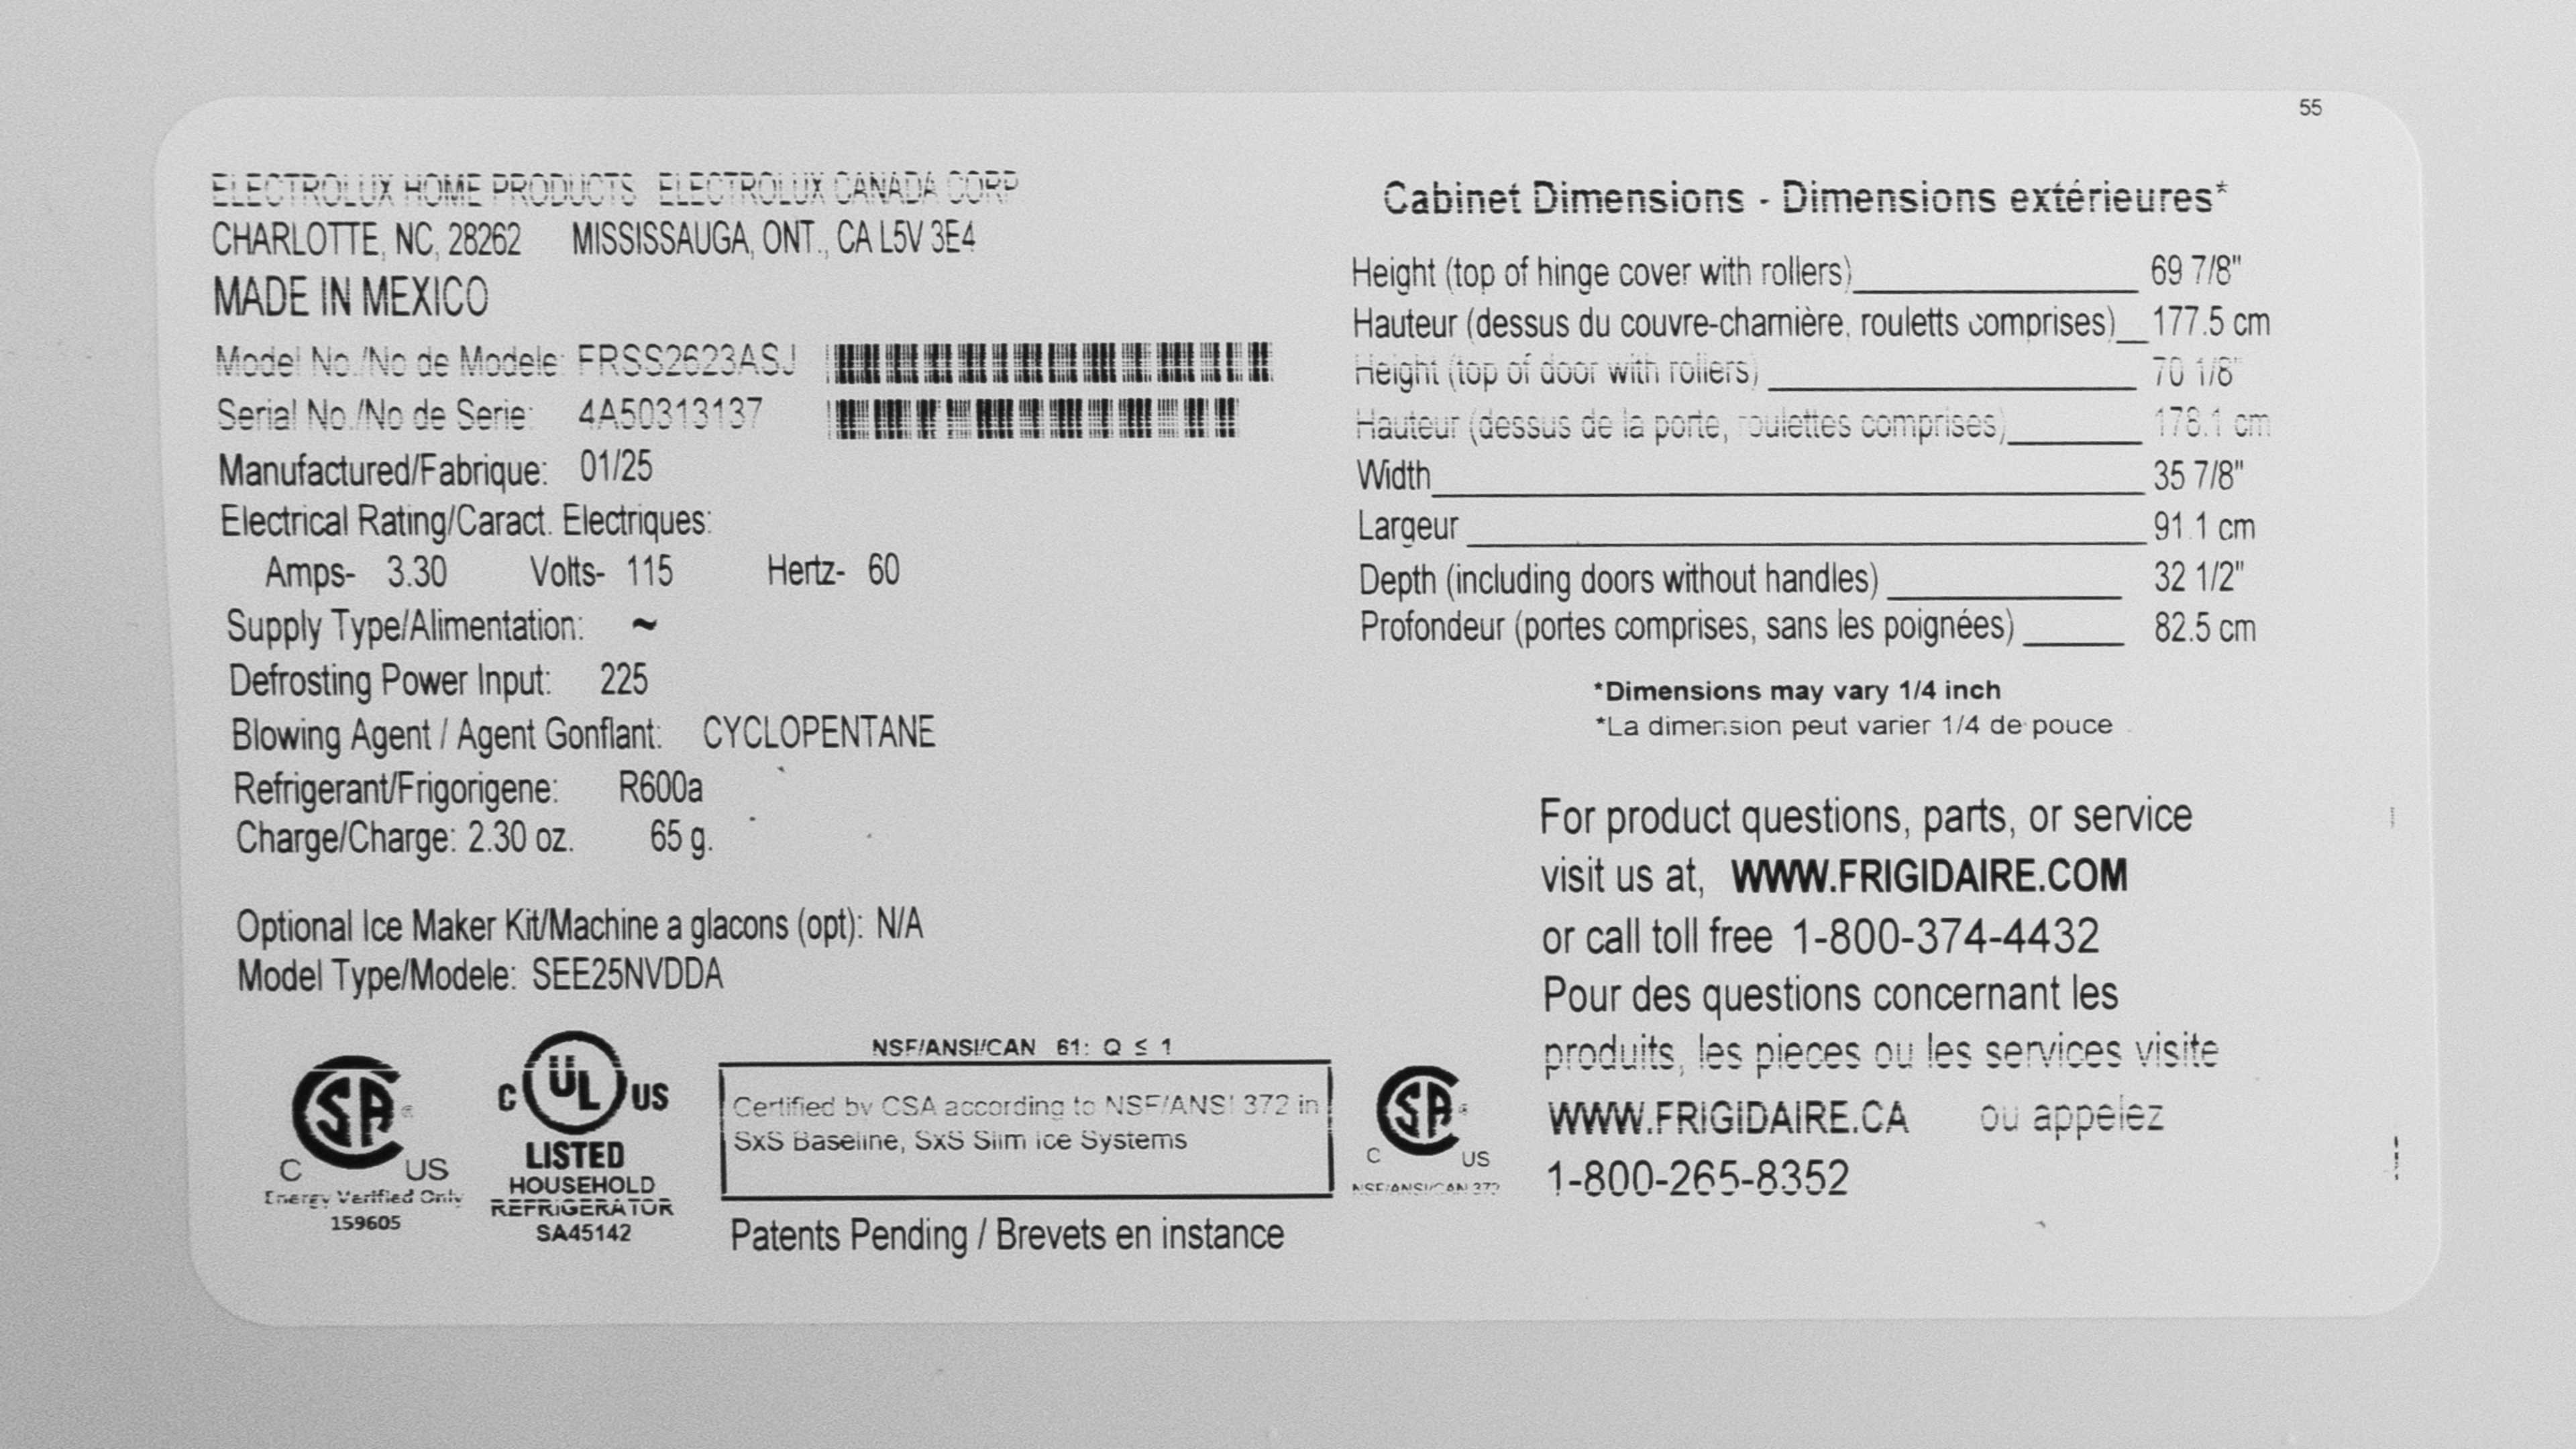 55
ELECTROLUX HOME PRODUCTS ELECTROLUX CANADA CORP
CHARLOTTE, NC, 28262 MISSISSAUGA, ONT., CA L5V 3E4
MADE IN MEXICO
Model No./No de Modele: FRSS2623ASJ
Serial No./No de Serie: 4A50313137
Manufactured/Fabrique: 01/25
Electrical Rating/Caract. Electriques:
Amps- 3.30 Volts- 115 Hertz- 60
Supply Type/Alimentation: ~
Defrosting Power Input: 225
Blowing Agent / Agent Gonflant: CYCLOPENTANE
Refrigerant/Frigorigene: R600a
Charge/Charge: 2.30 oz. 65 g.
Optional Ice Maker Kit/Machine a glacons (opt): N/A
Model Type/Modele: SEE25NVDDA
SA®
C US
Energy Verified Only
159605
C UL US
LISTED
HOUSEHOLD
REFRIGERATOR
SA45142
NSF/ANSI/CAN 61: Q ≤ 1
Certified by CSA according to NSF/ANSI 372 in
SxS Baseline, SxS Slim Ice Systems
Patents Pending / Brevets en instance
SA®
C US
NSF/ANSI/CAN 372
Cabinet Dimensions - Dimensions extérieures*
Height (top of hinge cover with rollers) 69 7/8"
Hauteur (dessus du couvre-charnière, rouletts comprises) 177.5 cm
Height (top of door with rollers) 70 1/8"
Hauteur (dessus de la porte, roulettes comprises) 178.1 cm
Width 35 7/8"
Largeur 91.1 cm
Depth (including doors without handles) 32 1/2"
Profondeur (portes comprises, sans les poignées) 82.5 cm
*Dimensions may vary 1/4 inch
*La dimension peut varier 1/4 de pouce
For product questions, parts, or service
visit us at, WWW.FRIGIDAIRE.COM
or call toll free 1-800-374-4432
Pour des questions concernant les
produits, les pieces ou les services visite
WWW.FRIGIDAIRE.CA ou appelez
1-800-265-8352